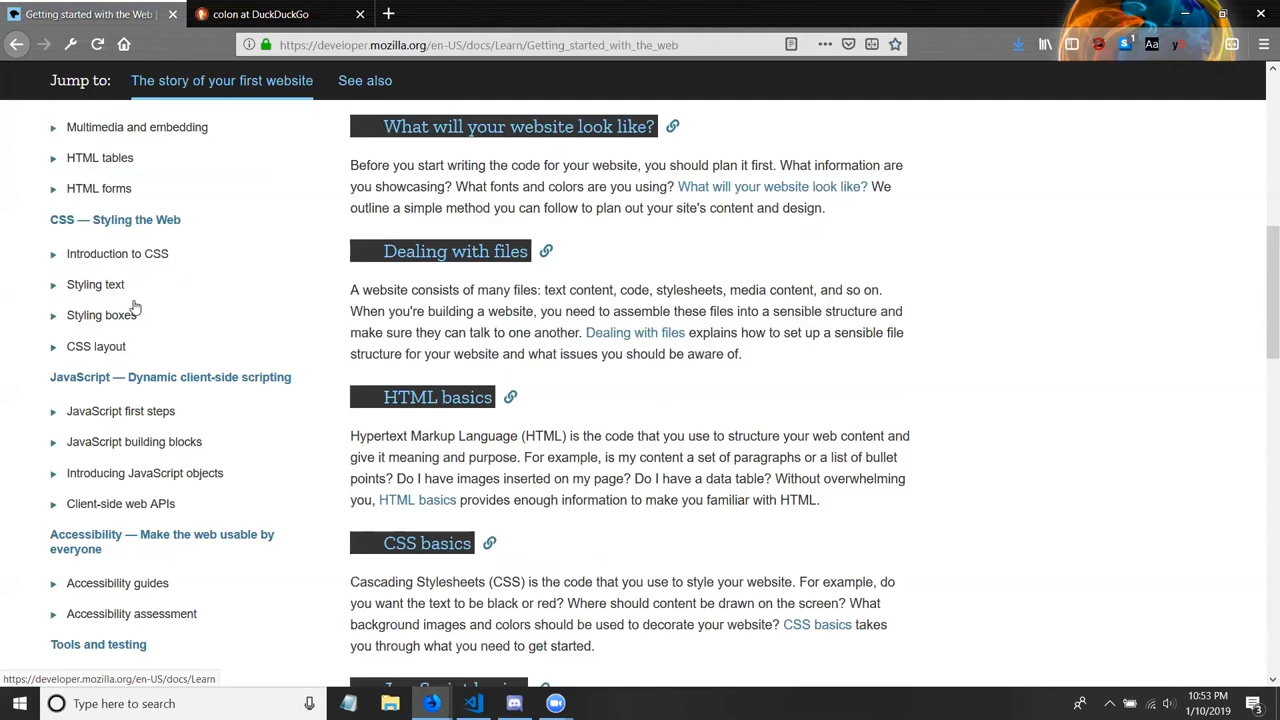 Getting started with the Web |
colon at DuckDuckGo
https://developer.mozilla.org/en-US/docs/Learn/Getting_started_with_the_web
Jump to:
The story of your first website
See also
Multimedia and embedding
HTML tables
HTML forms
CSS — Styling the Web
Introduction to CSS
Styling text
Styling boxes
CSS layout
JavaScript — Dynamic client-side scripting
JavaScript first steps
JavaScript building blocks
Introducing JavaScript objects
Client-side web APIs
Accessibility — Make the web usable by
everyone
Accessibility guides
Accessibility assessment
Tools and testing
https://developer.mozilla.org/en-US/docs/Learn
What will your website look like?
Before you start writing the code for your website, you should plan it first. What information are
you showcasing? What fonts and colors are you using? What will your website look like? We
outline a simple method you can follow to plan out your site's content and design.
Dealing with files
A website consists of many files: text content, code, stylesheets, media content, and so on.
When you're building a website, you need to assemble these files into a sensible structure and
make sure they can talk to one another. Dealing with files explains how to set up a sensible file
structure for your website and what issues you should be aware of.
HTML basics
Hypertext Markup Language (HTML) is the code that you use to structure your web content and
give it meaning and purpose. For example, is my content a set of paragraphs or a list of bullet
points? Do I have images inserted on my page? Do I have a data table? Without overwhelming
you, HTML basics provides enough information to make you familiar with HTML.
CSS basics
Cascading Stylesheets (CSS) is the code that you use to style your website. For example, do
you want the text to be black or red? Where should content be drawn on the screen? What
background images and colors should be used to decorate your website? CSS basics takes
you through what you need to get started.
Type here to search
10:53 PM
1/10/2019
3